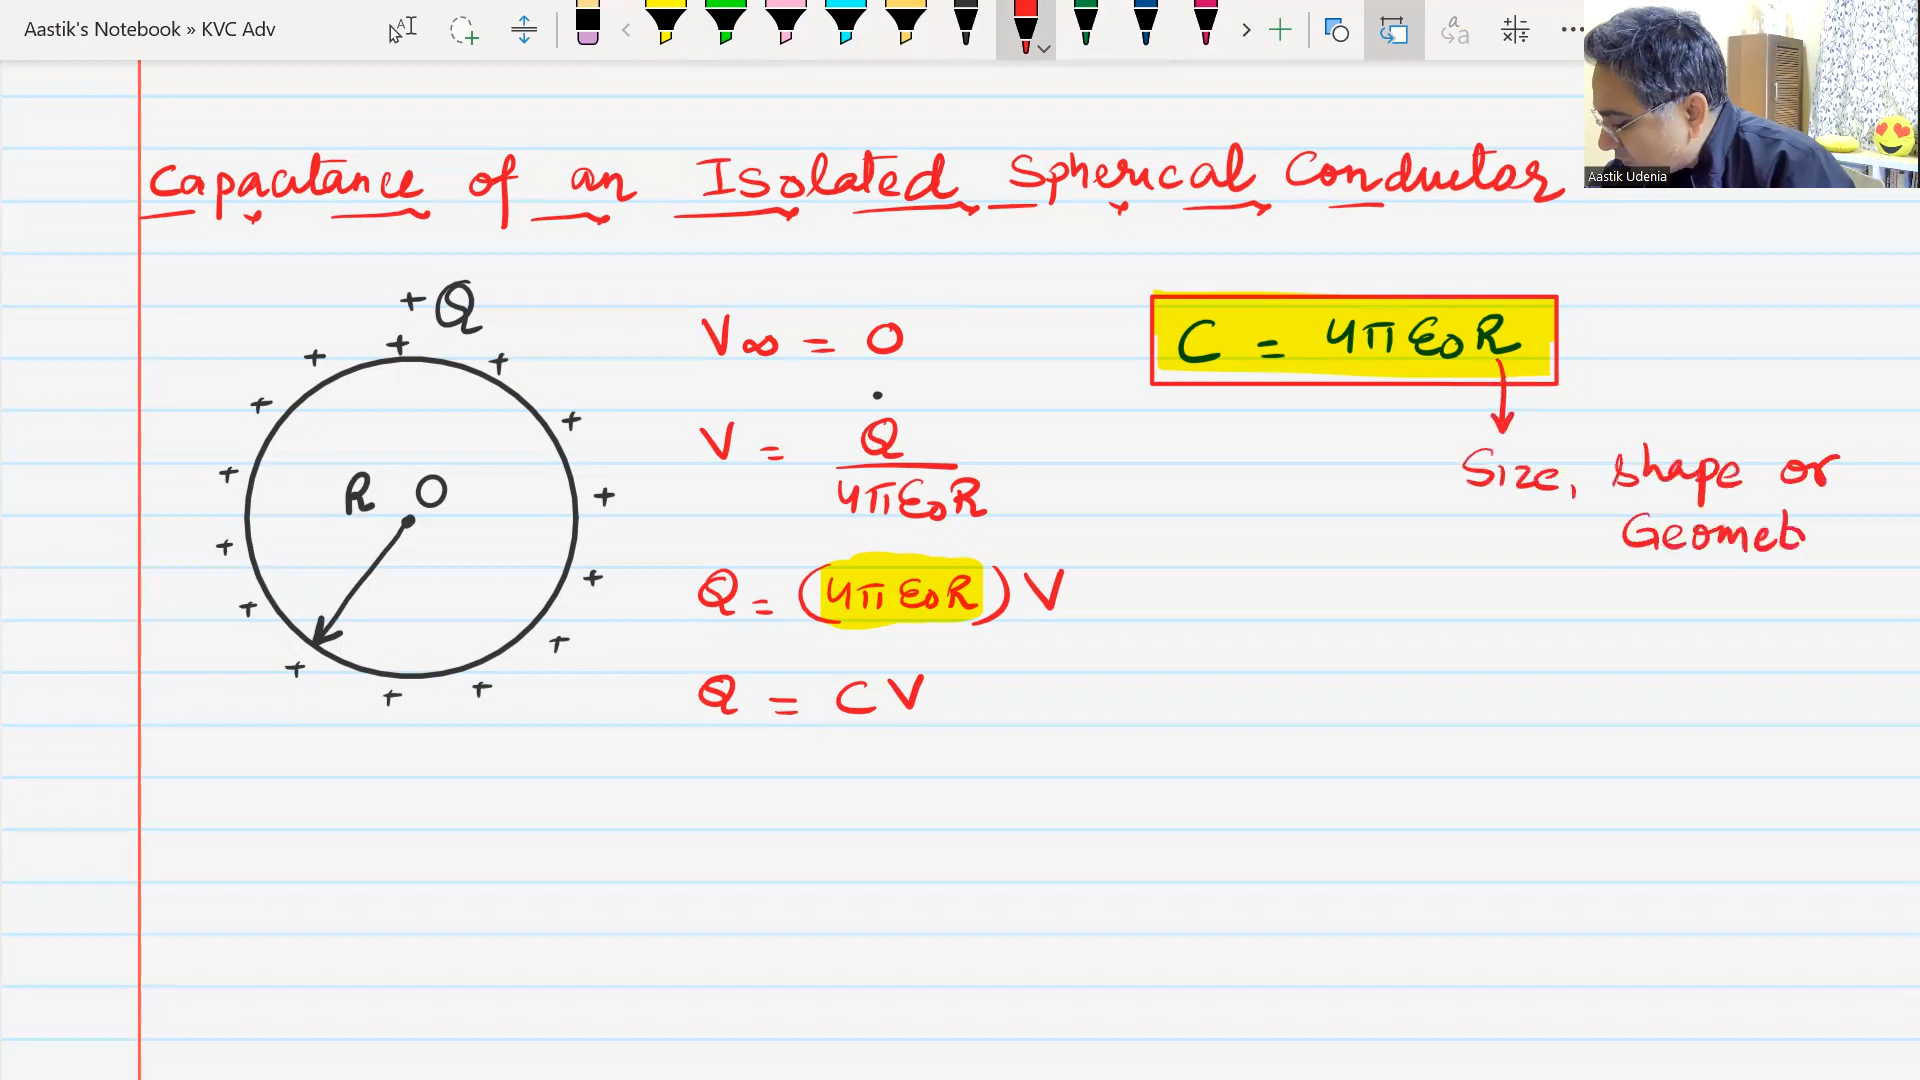 Aastik's Notebook » KVC Adv
Aastik Udenia
Capacitance of an Isolated Spherical Conductor
+Q
R O
V∞ = 0
V = Q / 4πε₀R
Q = (4πε₀R) V
Q = CV
C = 4πε₀R
Size, shape or
Geomet